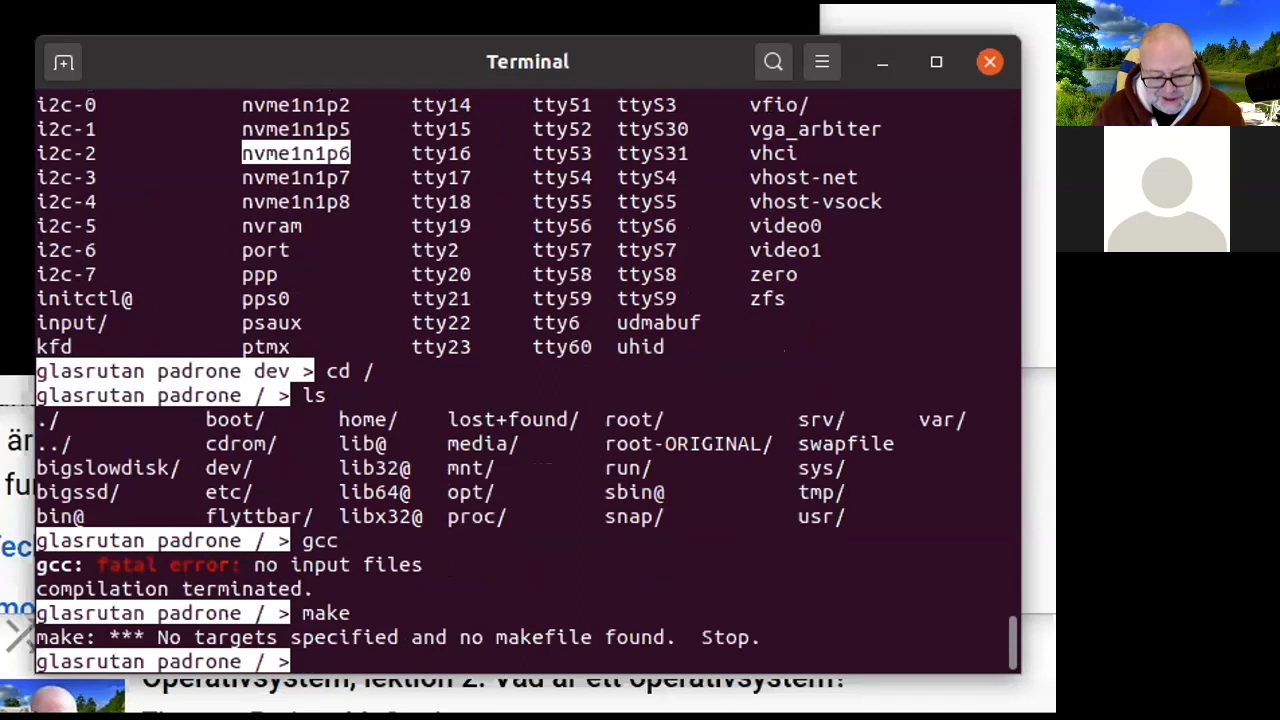 Terminal
i2c-0 nvme1n1p2 tty14 tty51 ttyS3 vfio/
i2c-1 nvme1n1p5 tty15 tty52 ttyS30 vga_arbiter
i2c-2 nvme1n1p6 tty16 tty53 ttyS31 vhci
i2c-3 nvme1n1p7 tty17 tty54 ttyS4 vhost-net
i2c-4 nvme1n1p8 tty18 tty55 ttyS5 vhost-vsock
i2c-5 nvram tty19 tty56 ttyS6 video0
i2c-6 port tty2 tty57 ttyS7 video1
i2c-7 ppp tty20 tty58 ttyS8 zero
initctl@ pps0 tty21 tty59 ttyS9 zfs
input/ psaux tty22 tty6 udmabuf
kfd ptmx tty23 tty60 uhid
glasrutan padrone dev > cd /
glasrutan padrone / > ls
./ boot/ home/ lost+found/ root/ srv/ var/
../ cdrom/ lib@ media/ root-ORIGINAL/ swapfile
bigslowdisk/ dev/ lib32@ mnt/ run/ sys/
bigssd/ etc/ lib64@ opt/ sbin@ tmp/
bin@ flyttbar/ libx32@ proc/ snap/ usr/
glasrutan padrone / > gcc
gcc: fatal error: no input files
compilation terminated.
glasrutan padrone / > make
make: *** No targets specified and no makefile found.  Stop.
glasrutan padrone / >
är
Operativsystem, lektion 2: Vad är ett operativsystem?